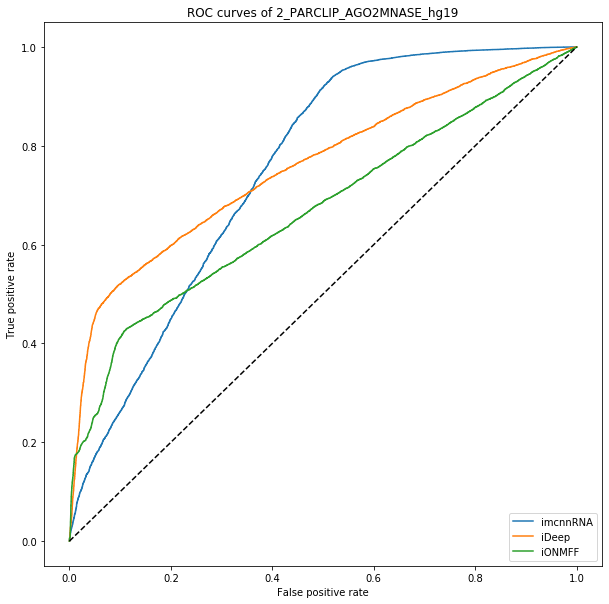 ROC curves of 2_PARCLIP_AGO2MNASE_hg19
1.0
0.8
0.6
0.4
0.2
0.0
True positive rate
0.0 0.2 0.4 0.6 0.8 1.0
False positive rate
imcnnRNA
iDeep
iONMFF